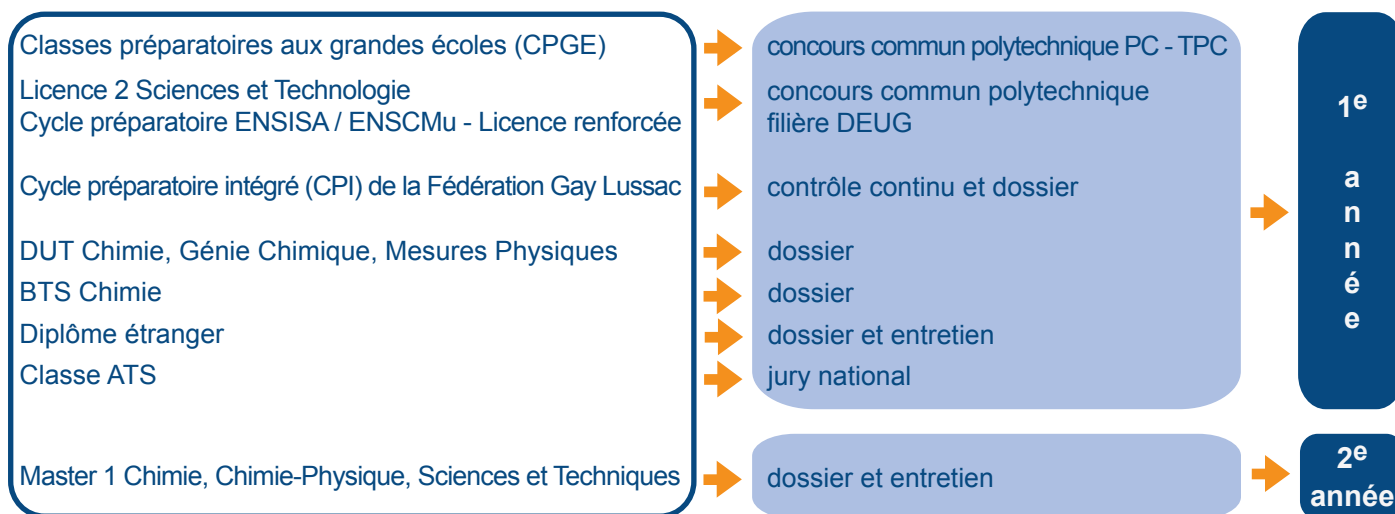 Classes préparatoires aux grandes écoles (CPGE)
concours commun polytechnique PC - TPC
Licence 2 Sciences et Technologie
Cycle préparatoire ENSISA / ENSCMu - Licence renforcée
concours commun polytechnique
filière DEUG
Cycle préparatoire intégré (CPI) de la Fédération Gay Lussac
contrôle continu et dossier
DUT Chimie, Génie Chimique, Mesures Physiques
dossier
BTS Chimie
dossier
Diplôme étranger
dossier et entretien
Classe ATS
jury national
1e
a
n
n
é
e
Master 1 Chimie, Chimie-Physique, Sciences et Techniques
dossier et entretien
2e
année